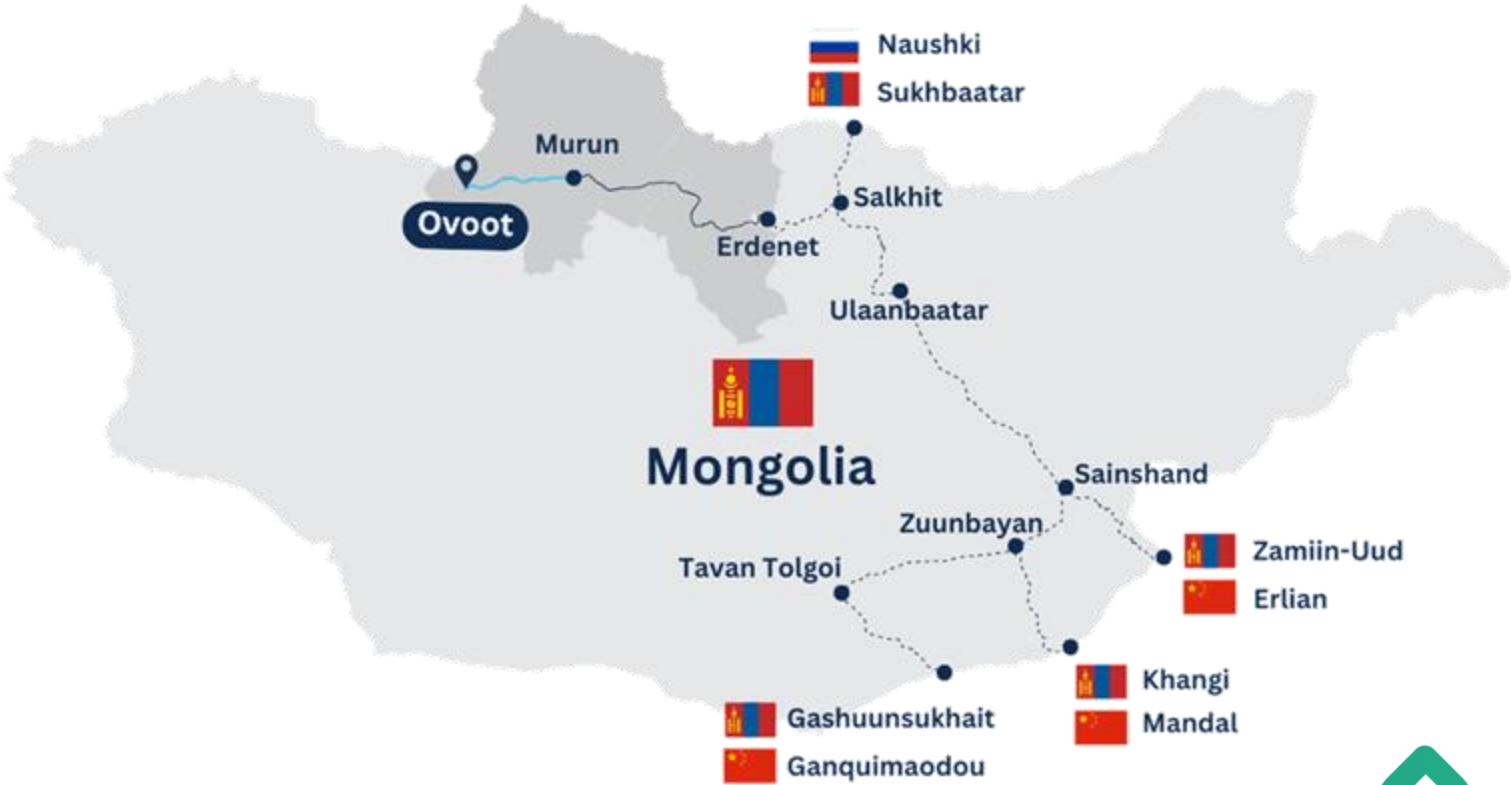 Naushki
Sukhbaatar
Murun
Salkhit
Ovoot
Erdenet
Ulaanbaatar
Mongolia
Sainshand
Zuunbayan
Tavan Tolgoi
Zamiin-Uud
Erlian
Khangi
Mandal
Gashuunsukhait
Ganquimaodou